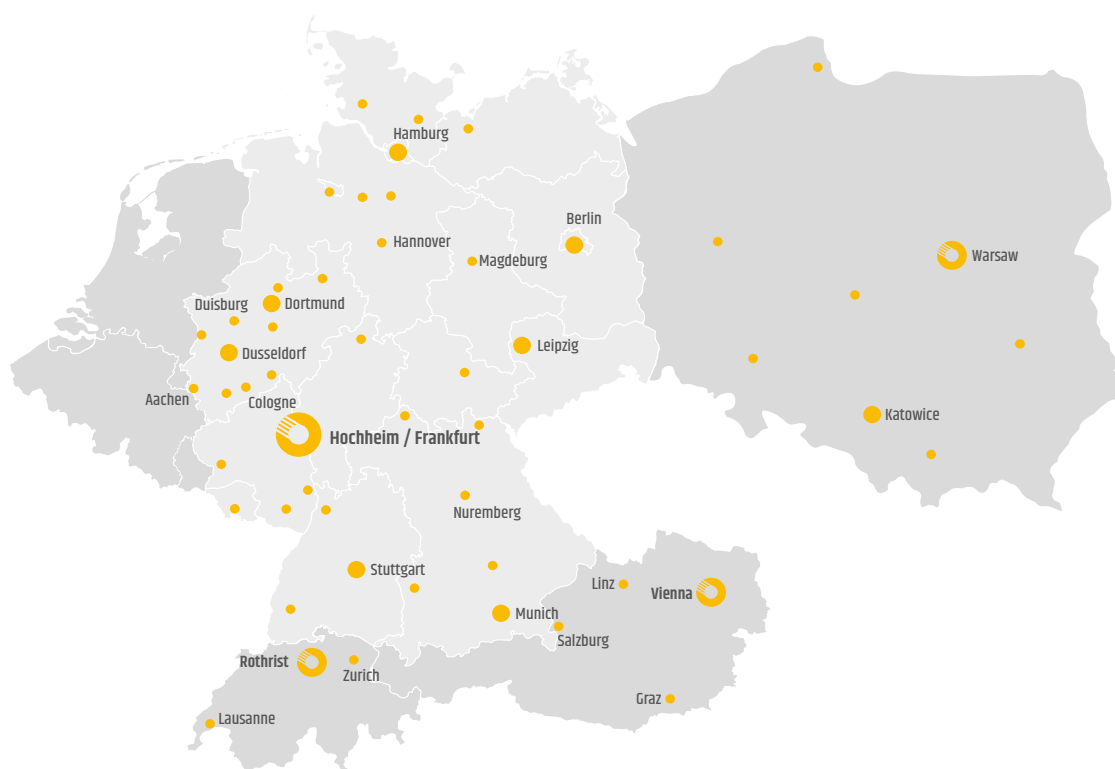 Hamburg
Berlin
Hannover
Warsaw
Magdeburg
Duisburg
Dortmund
Leipzig
Dusseldorf
Aachen
Cologne
Katowice
Hochheim / Frankfurt
Nuremberg
Stuttgart
Linz
Vienna
Munich
Salzburg
Rothrist
Zurich
Graz
Lausanne